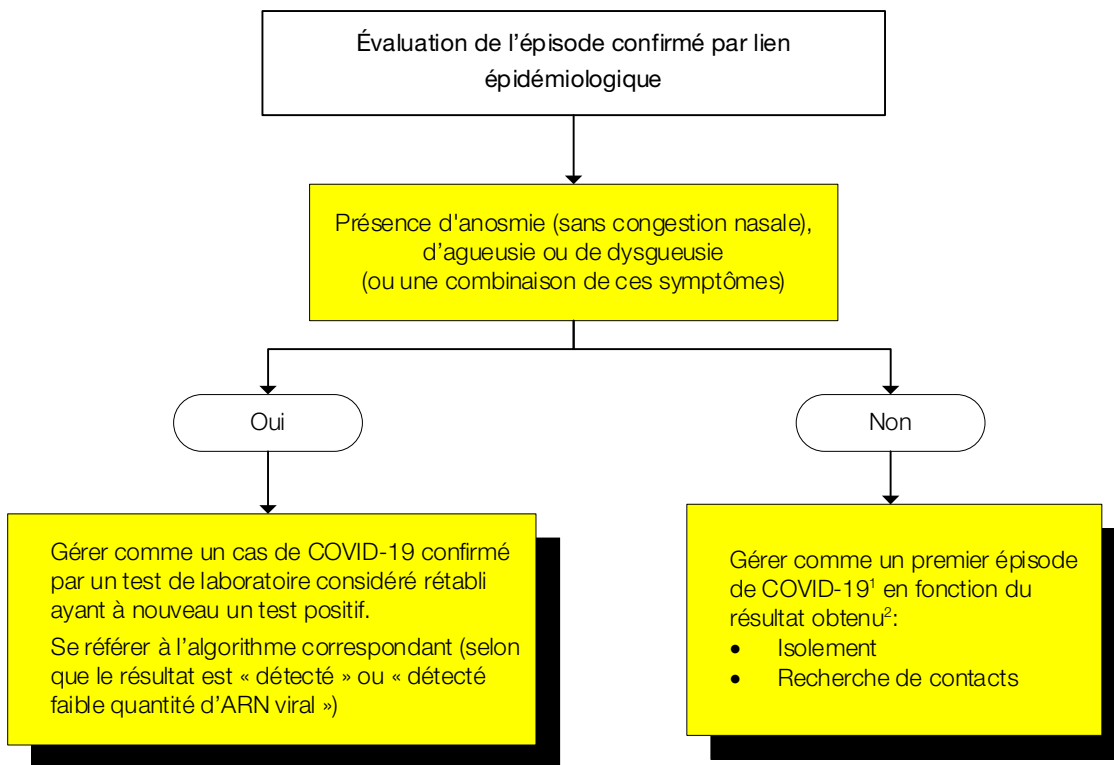 Évaluation de l'épisode confirmé par lien
épidémiologique
Présence d'anosmie (sans congestion nasale),
d'agueusie ou de dysgueusie
(ou une combinaison de ces symptômes)
Oui
Non
Gérer comme un cas de COVID-19 confirmé
par un test de laboratoire considéré rétabli
ayant à nouveau un test positif.
Se référer à l'algorithme correspondant (selon
que le résultat est « détecté » ou « détecté
faible quantité d'ARN viral »)
Gérer comme un premier épisode
de COVID-19¹ en fonction du
résultat obtenu²:
• Isolement
• Recherche de contacts